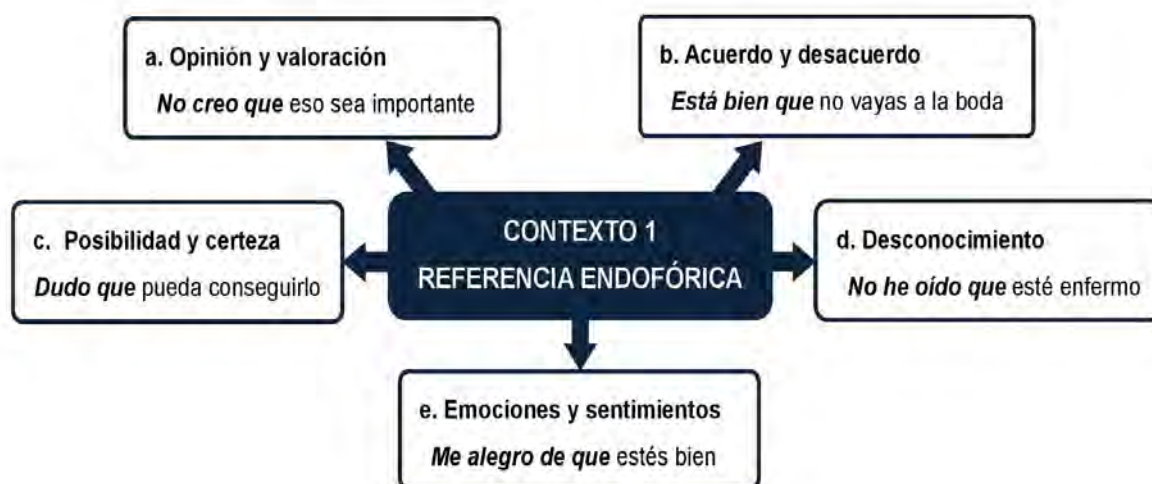 a. Opinión y valoración
No creo que eso sea importante
b. Acuerdo y desacuerdo
Está bien que no vayas a la boda
c. Posibilidad y certeza
Dudo que pueda conseguirlo
CONTEXTO 1
REFERENCIA ENDOFÓRICA
d. Desconocimiento
No he oído que esté enfermo
e. Emociones y sentimientos
Me alegro de que estés bien